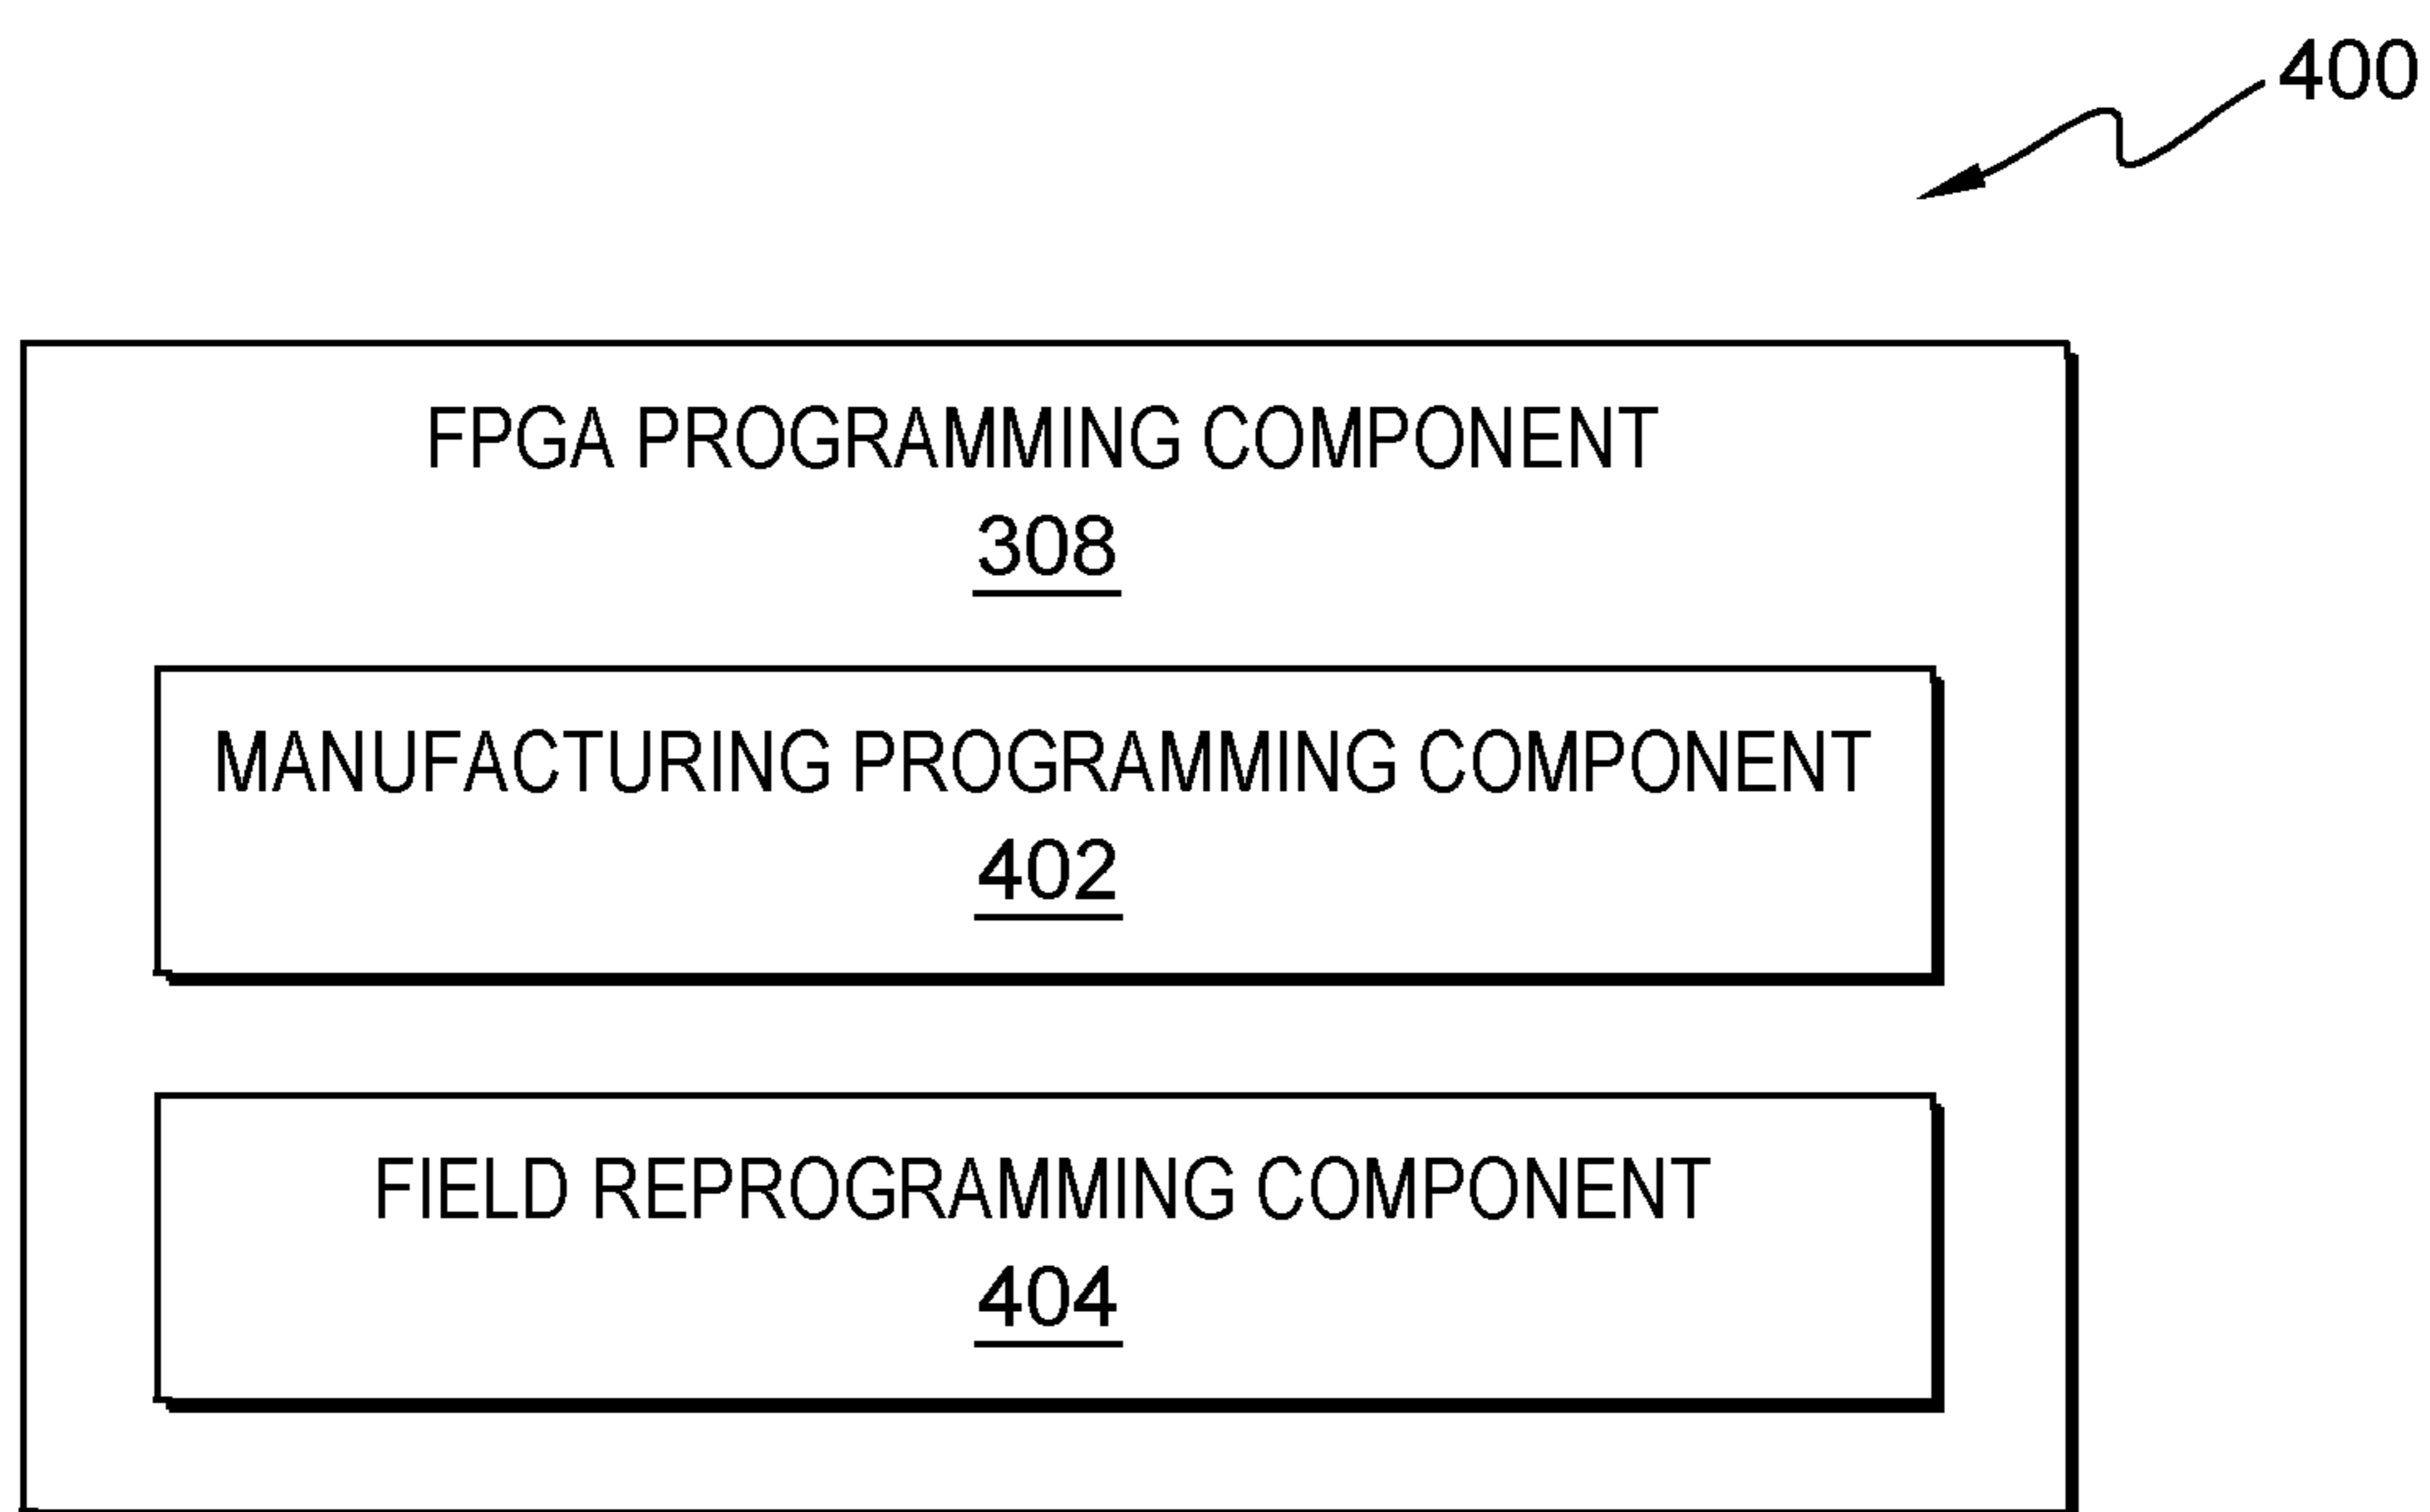 400
FPGA PROGRAMMING COMPONENT
308
MANUFACTURING PROGRAMMING COMPONENT
402
FIELD REPROGRAMMING COMPONENT
404